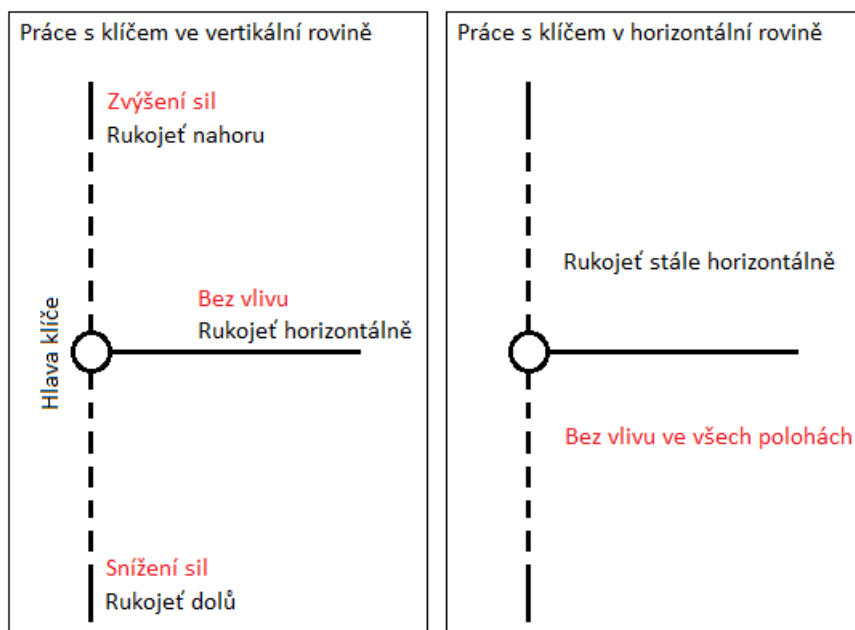 Práce s klíčem ve vertikální rovině
Zvýšení sil
Rukojeť nahoru
Bez vlivu
Rukojeť horizontálně
Hlava klíče
Snížení sil
Rukojeť dolů
Práce s klíčem v horizontální rovině
Rukojeť stále horizontálně
Bez vlivu ve všech polohách